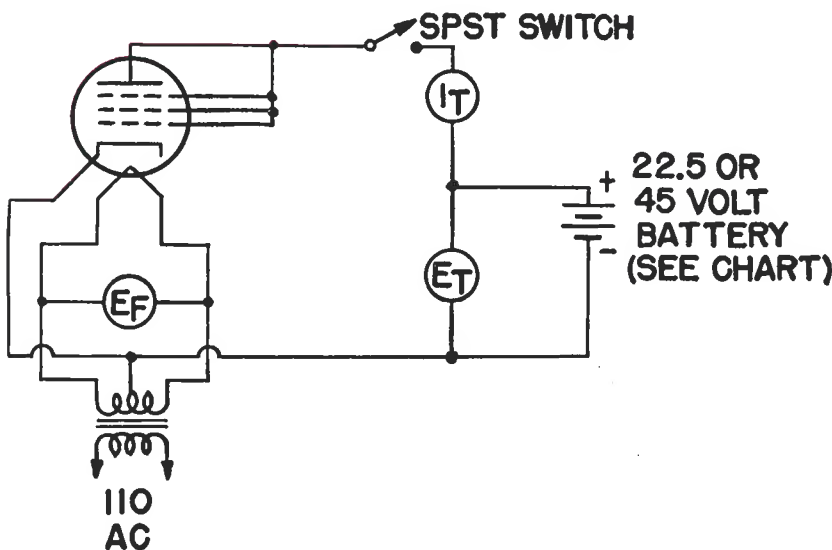 SPST SWITCH
IT
+ 22.5 OR
45 VOLT
BATTERY
- (SEE CHART)
ET
EF
110
AC